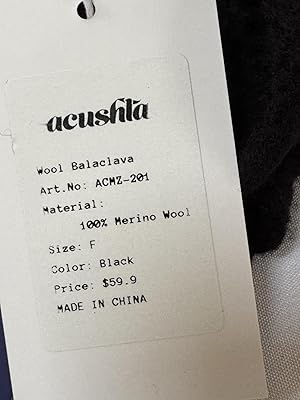 acushla
Wool Balaclava
Art.No: ACMZ-201
Material:
100% Merino Wool
Size: F
Color: Black
Price: $59.9
MADE IN CHINA